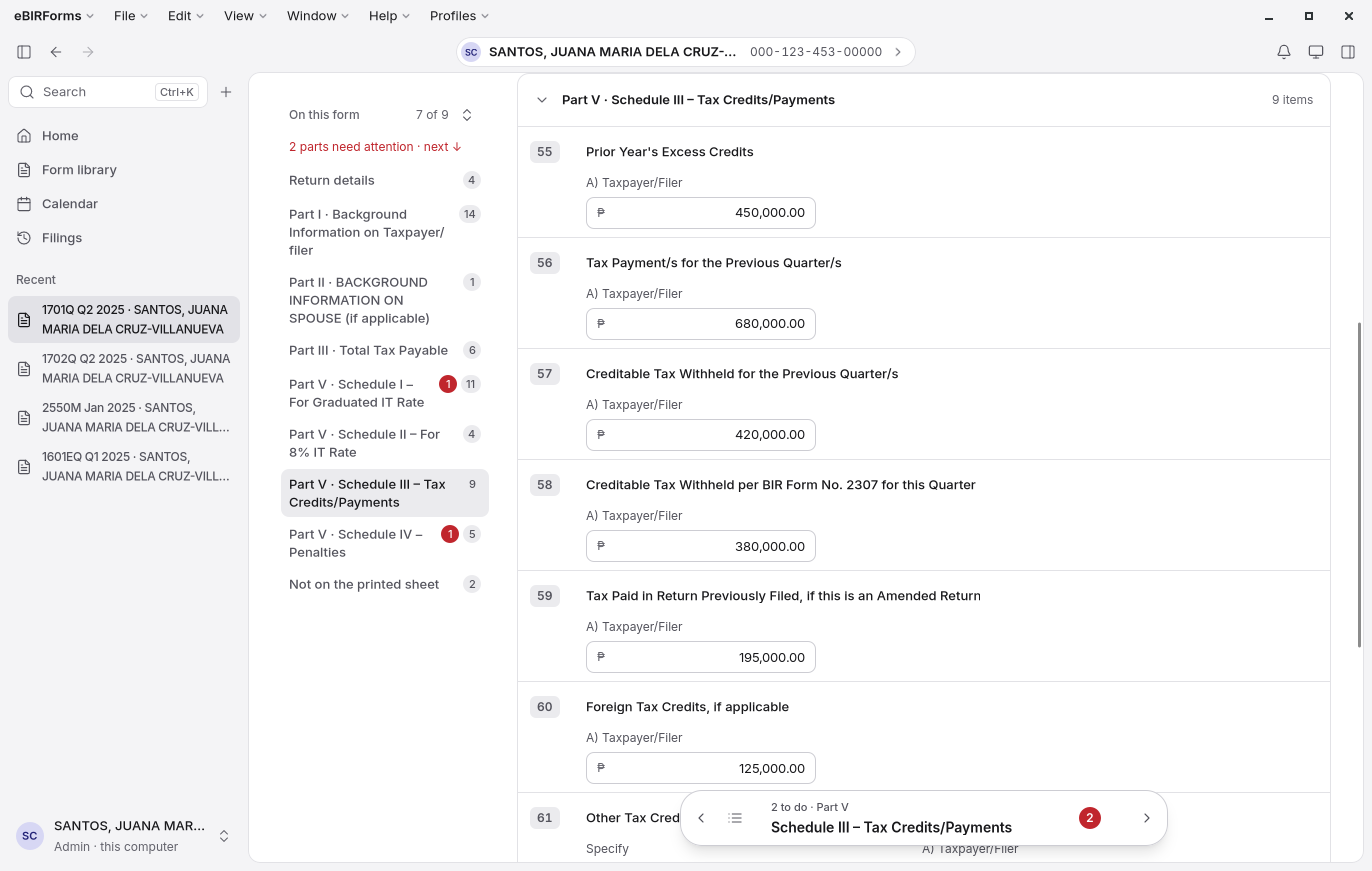 eBIRForms File Edit View Window Help Profiles
SC SANTOS, JUANA MARIA DELA CRUZ-... 000-123-453-00000
Search Ctrl+K
Home
Form library
Calendar
Filings
Recent
1701Q Q2 2025 · SANTOS, JUANA
MARIA DELA CRUZ-VILLANUEVA
1702Q Q2 2025 · SANTOS, JUANA
MARIA DELA CRUZ-VILLANUEVA
2550M Jan 2025 · SANTOS,
JUANA MARIA DELA CRUZ-VILL...
1601EQ Q1 2025 · SANTOS,
JUANA MARIA DELA CRUZ-VILL...
SC SANTOS, JUANA MAR...
Admin · this computer
On this form 7 of 9
2 parts need attention · next ↓
Return details 4
Part I · Background 14
Information on Taxpayer/
filer
Part II · BACKGROUND 1
INFORMATION ON
SPOUSE (if applicable)
Part III · Total Tax Payable 6
Part V · Schedule I – 1 11
For Graduated IT Rate
Part V · Schedule II – For 4
8% IT Rate
Part V · Schedule III – Tax 9
Credits/Payments
Part V · Schedule IV – 1 5
Penalties
Not on the printed sheet 2
Part V · Schedule III – Tax Credits/Payments 9 items
55 Prior Year's Excess Credits
A) Taxpayer/Filer
₱ 450,000.00
56 Tax Payment/s for the Previous Quarter/s
A) Taxpayer/Filer
₱ 680,000.00
57 Creditable Tax Withheld for the Previous Quarter/s
A) Taxpayer/Filer
₱ 420,000.00
58 Creditable Tax Withheld per BIR Form No. 2307 for this Quarter
A) Taxpayer/Filer
₱ 380,000.00
59 Tax Paid in Return Previously Filed, if this is an Amended Return
A) Taxpayer/Filer
₱ 195,000.00
60 Foreign Tax Credits, if applicable
A) Taxpayer/Filer
₱ 125,000.00
61 Other Tax Cred
Specify A) Taxpayer/Filer
2 to do · Part V
Schedule III – Tax Credits/Payments 2